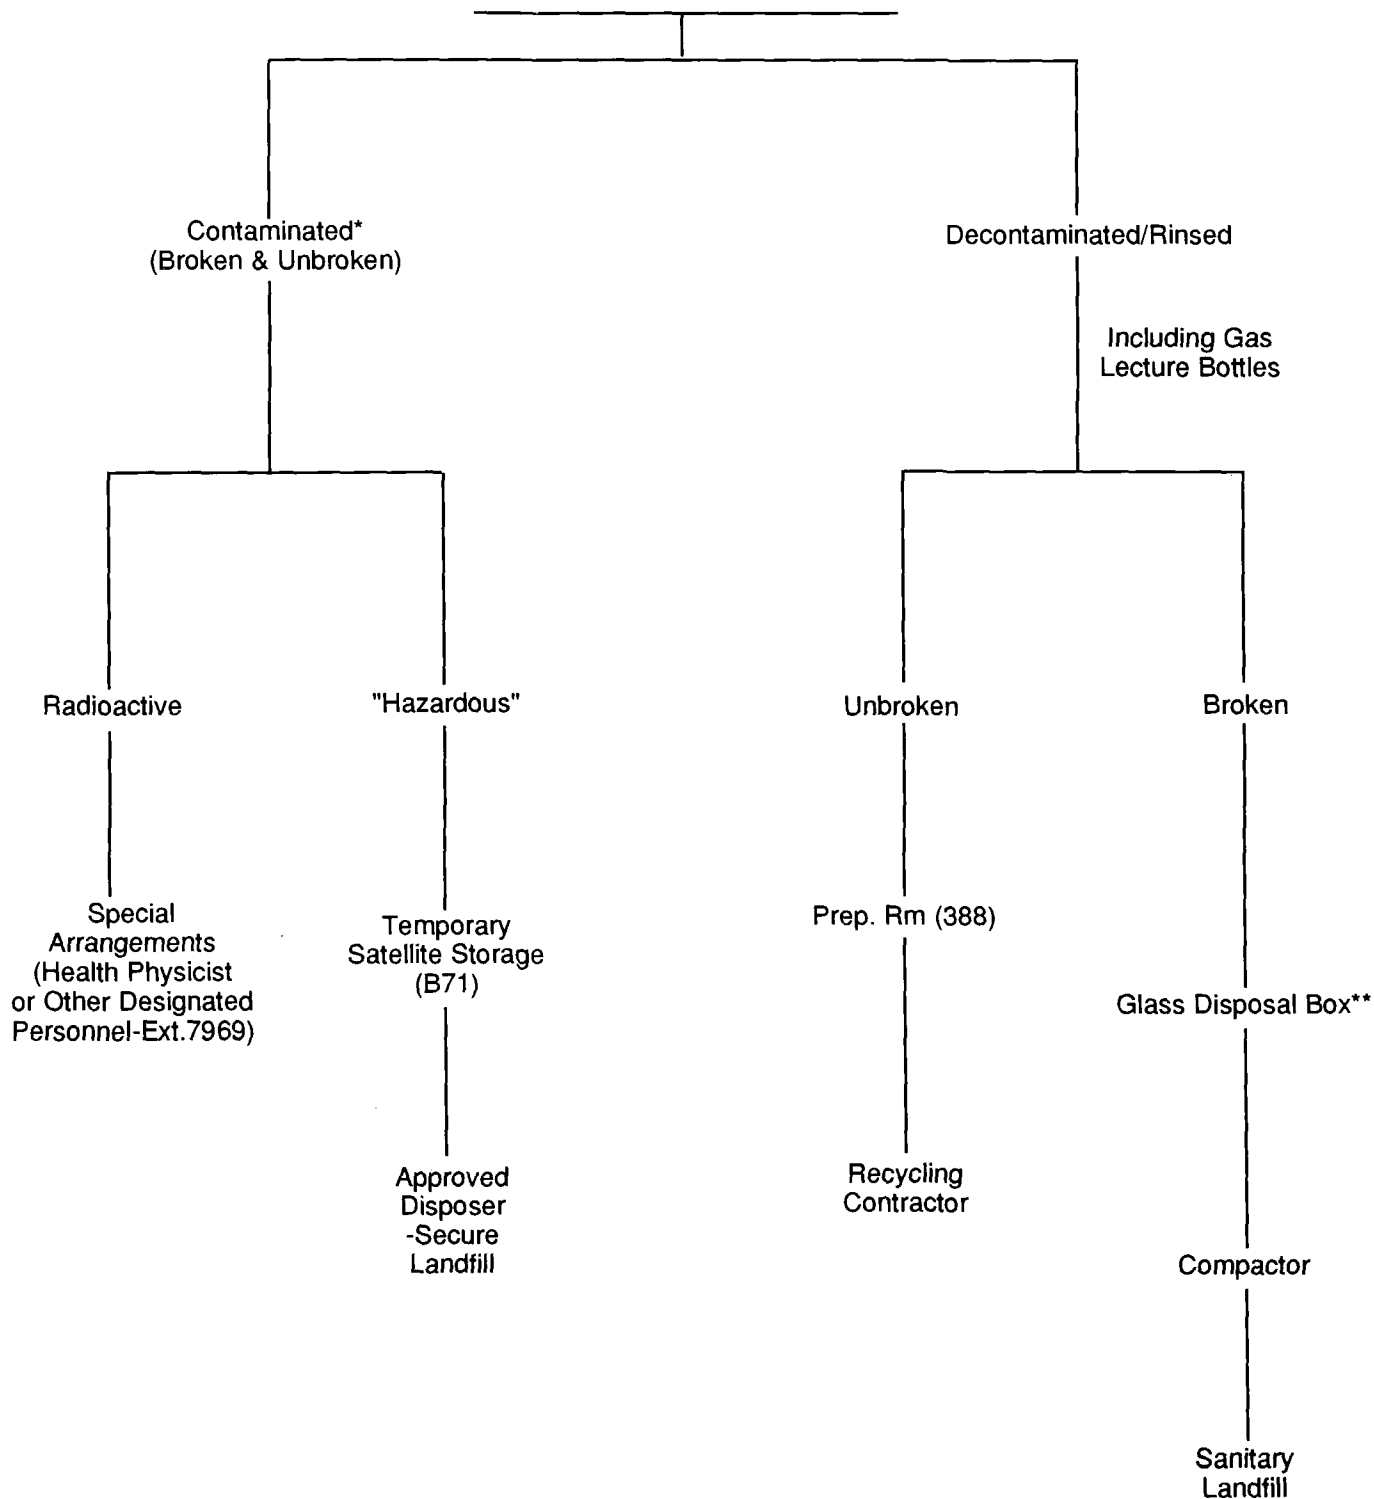 Contaminated*
(Broken & Unbroken)
Decontaminated/Rinsed
Including Gas
Lecture Bottles
Radioactive
"Hazardous"
Unbroken
Broken
Special
Arrangements
(Health Physicist
or Other Designated
Personnel-Ext.7969)
Temporary
Satellite Storage
(B71)
Prep. Rm (388)
Glass Disposal Box**
Approved
Disposer
-Secure
Landfill
Recycling
Contractor
Compactor
Sanitary
Landfill